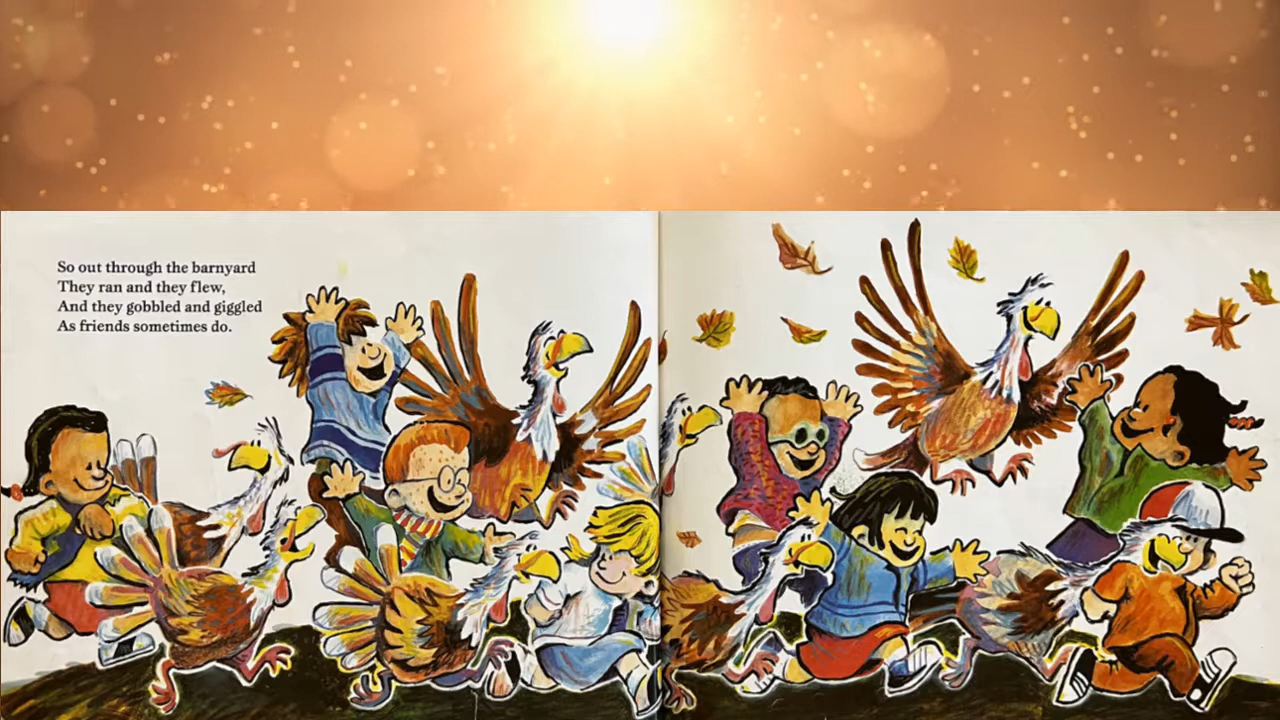 So out through the barnyard
They ran and they flew,
And they gobbled and giggled
As friends sometimes do.